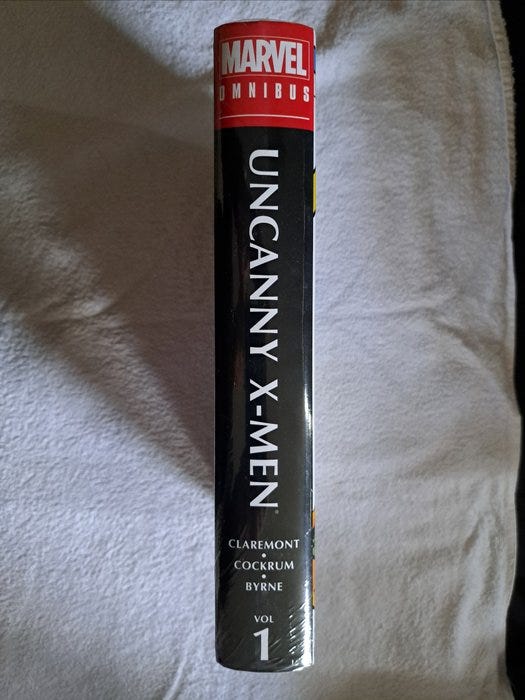 MARVEL
OMNIBUS
UNCANNY X-MEN
CLAREMONT
•
COCKRUM
•
BYRNE
VOL
1